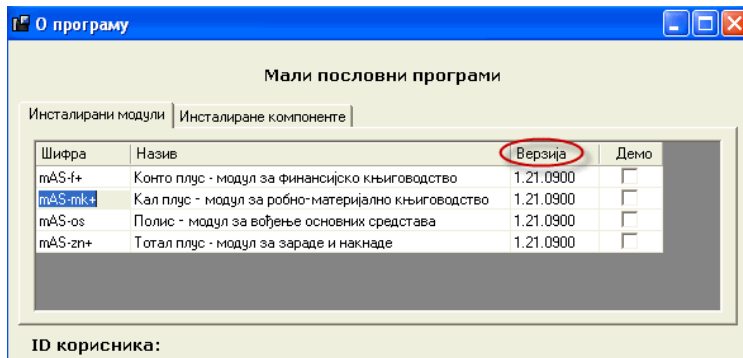 О програму
Мали пословни програми
Инсталирани модули Инсталиране компоненте
Шифра Назив Верзија Демо
mAS-f+ Конто плус - модул за финансијско књиговодство 1.21.0900
mAS-mk+ Кал плус - модул за робно-материјално књиговодство 1.21.0900
mAS-os Полис - модул за вођење основних средстава 1.21.0900
mAS-zn+ Тотал плус - модул за зараде и накнаде 1.21.0900
ID корисника: